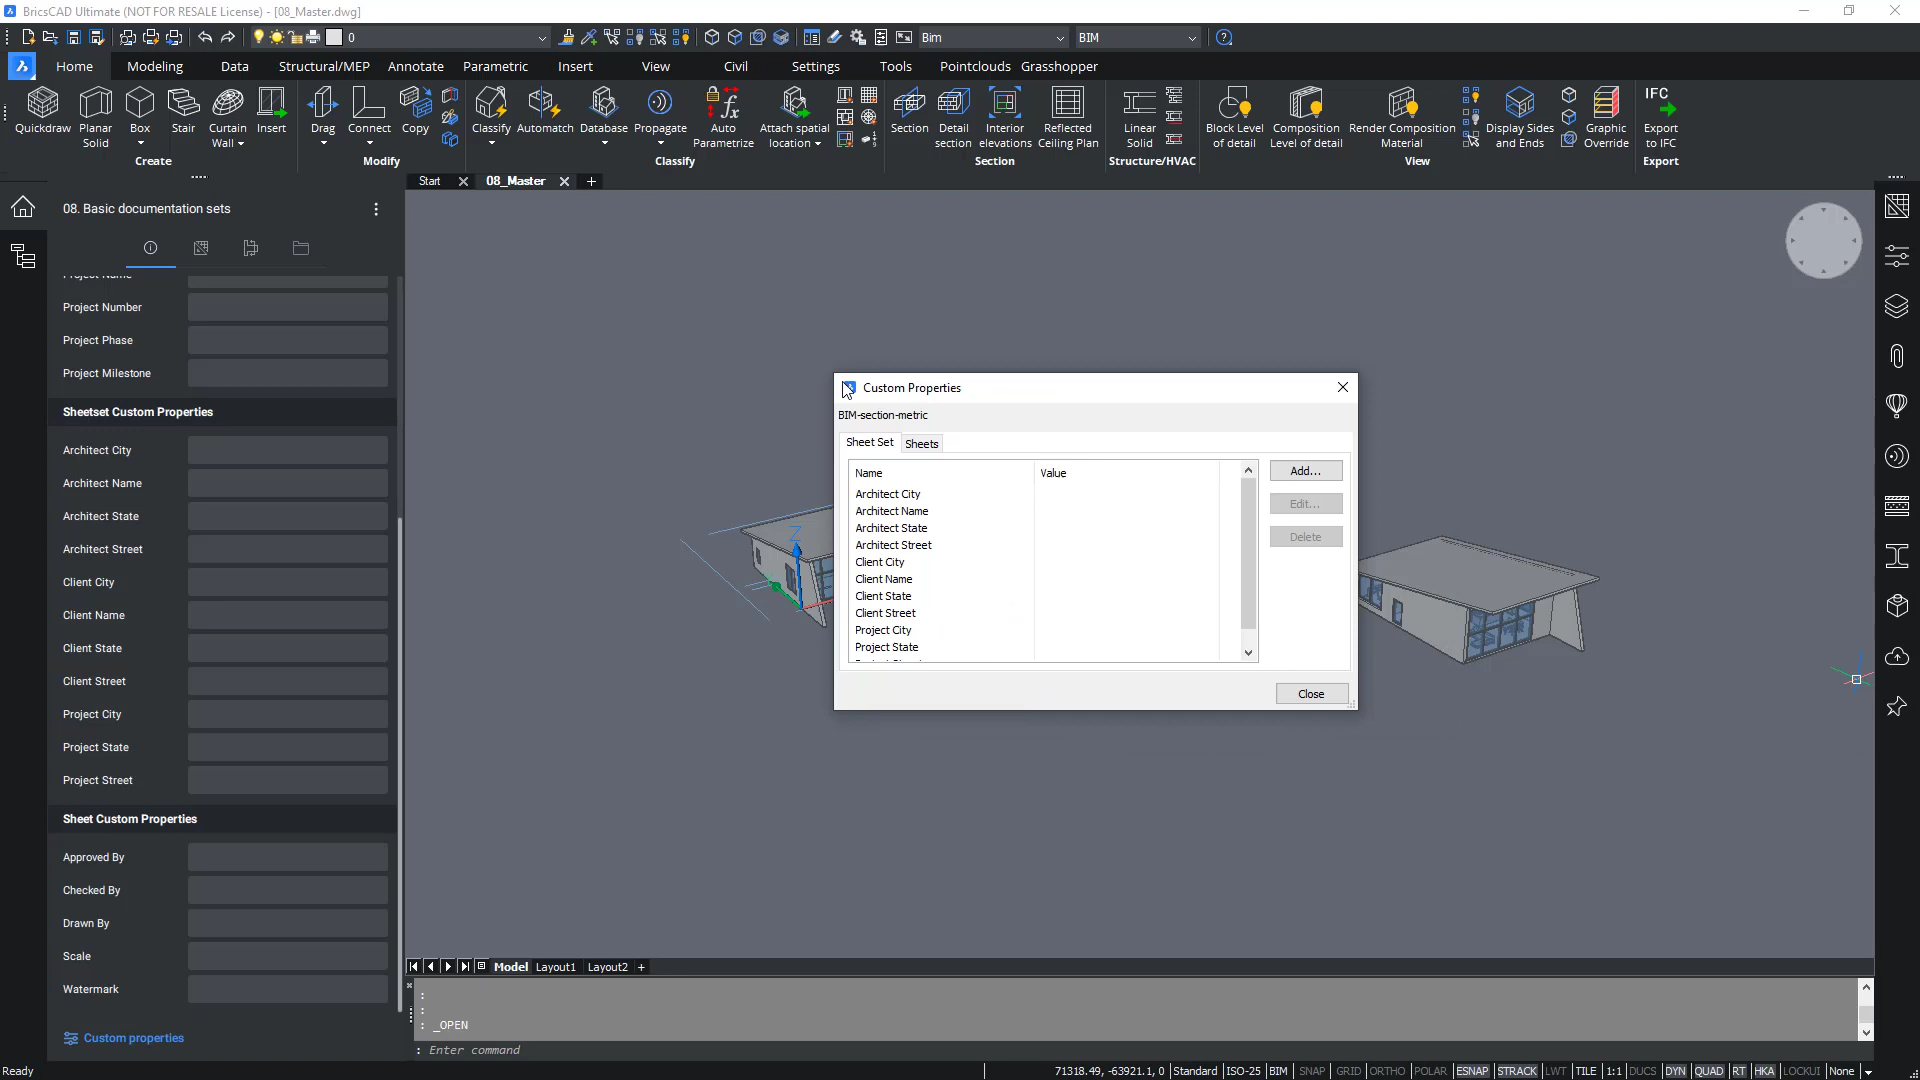 BricsCAD Ultimate (NOT FOR RESALE License) - [08_Master.dwg]
0
Bim
BIM
Home Modeling Data Structural/MEP Annotate Parametric Insert View Civil Settings Tools Pointclouds Grasshopper
Quickdraw
Planar
Solid
Box
Stair
Curtain
Wall
Insert
Drag
Connect
Copy
Classify
Automatch
Database
Propagate
Auto
Parametrize
Attach spatial
location
Section
Detail
section
Interior
elevations
Reflected
Ceiling Plan
Linear
Solid
Block Level
of detail
Composition
Level of detail
Render Composition
Material
Display Sides
and Ends
Graphic
Override
IFC
Export
to IFC
Create Modify Classify Section Structure/HVAC View Export
Start 08_Master
08. Basic documentation sets
Project Number
Project Phase
Project Milestone
Sheetset Custom Properties
Architect City
Architect Name
Architect State
Architect Street
Client City
Client Name
Client State
Client Street
Project City
Project State
Project Street
Sheet Custom Properties
Approved By
Checked By
Drawn By
Scale
Watermark
Custom properties
Z
Custom Properties
BIM-section-metric
Sheet Set Sheets
Name Value
Architect City
Architect Name
Architect State
Architect Street
Client City
Client Name
Client State
Client Street
Project City
Project State
Add...
Edit...
Delete
Close
Model Layout1 Layout2 +
:
:
: _OPEN
: Enter command
Ready
71318.49, -63921.1, 0 Standard ISO-25 BIM SNAP GRID ORTHO POLAR ESNAP STRACK LWT TILE 1:1 DUCS DYN QUAD RT HKA LOCKUI None